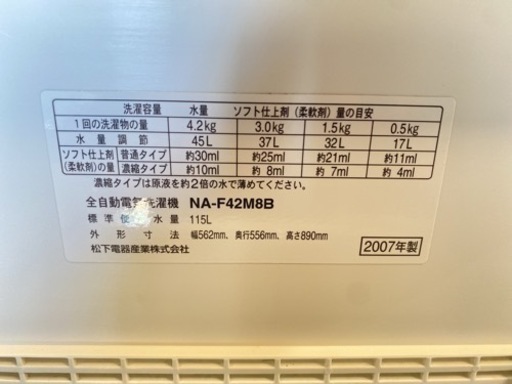 洗濯容量 水量 ソフト仕上剤（柔軟剤）量の目安
1回の洗濯物の量 4.2kg 3.0kg 1.5kg 0.5kg
水量調節 45L 37L 32L 17L
ソフト仕上剤 普通タイプ 約30ml 約25ml 約21ml 約11ml
（柔軟剤）の量 濃縮タイプ 約10ml 約 8ml 約 7ml 約 4ml
濃縮タイプは原液を約2倍の水で薄めてください。
全自動電気洗濯機 NA-F42M8B
標準使用水量 115L
外形寸法 幅562mm、奥行556mm、高さ890mm
松下電器産業株式会社 2007年製